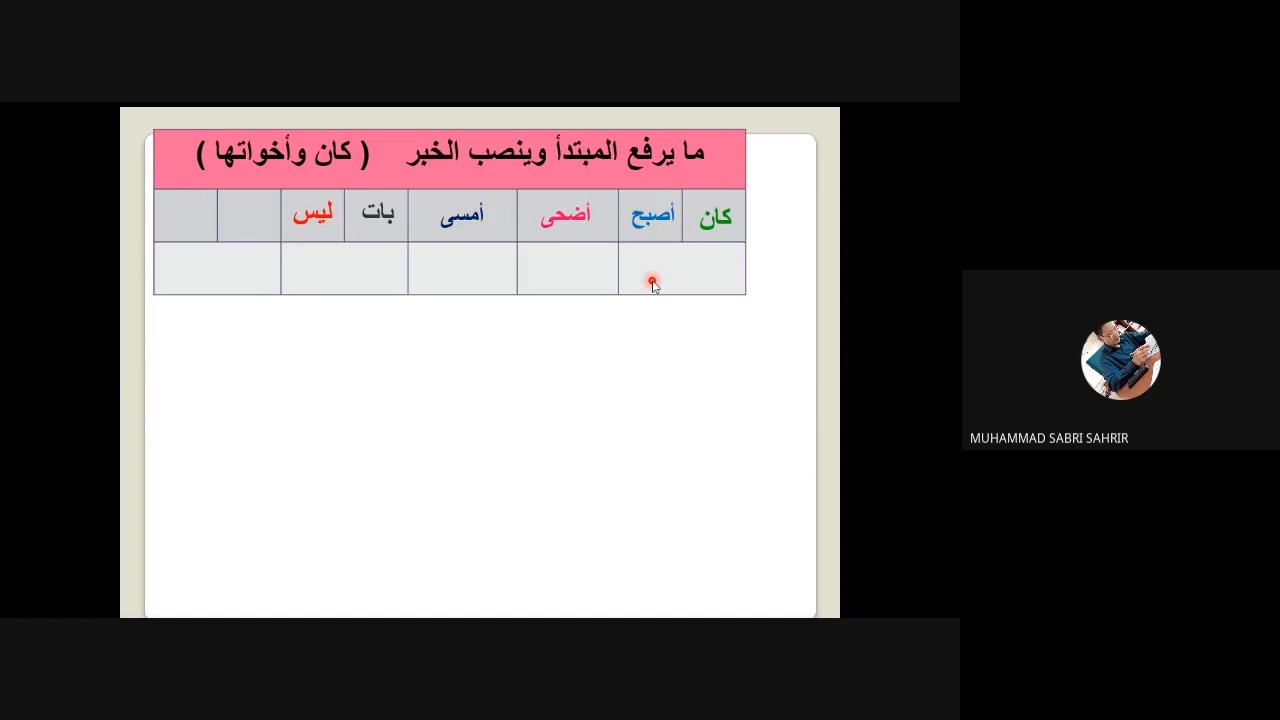 ما يرفع المبتدأ وينصب الخبر ( كان وأخواتها )
كان أصبح أضحى أمسى بات ليس
MUHAMMAD SABRI SAHRIR